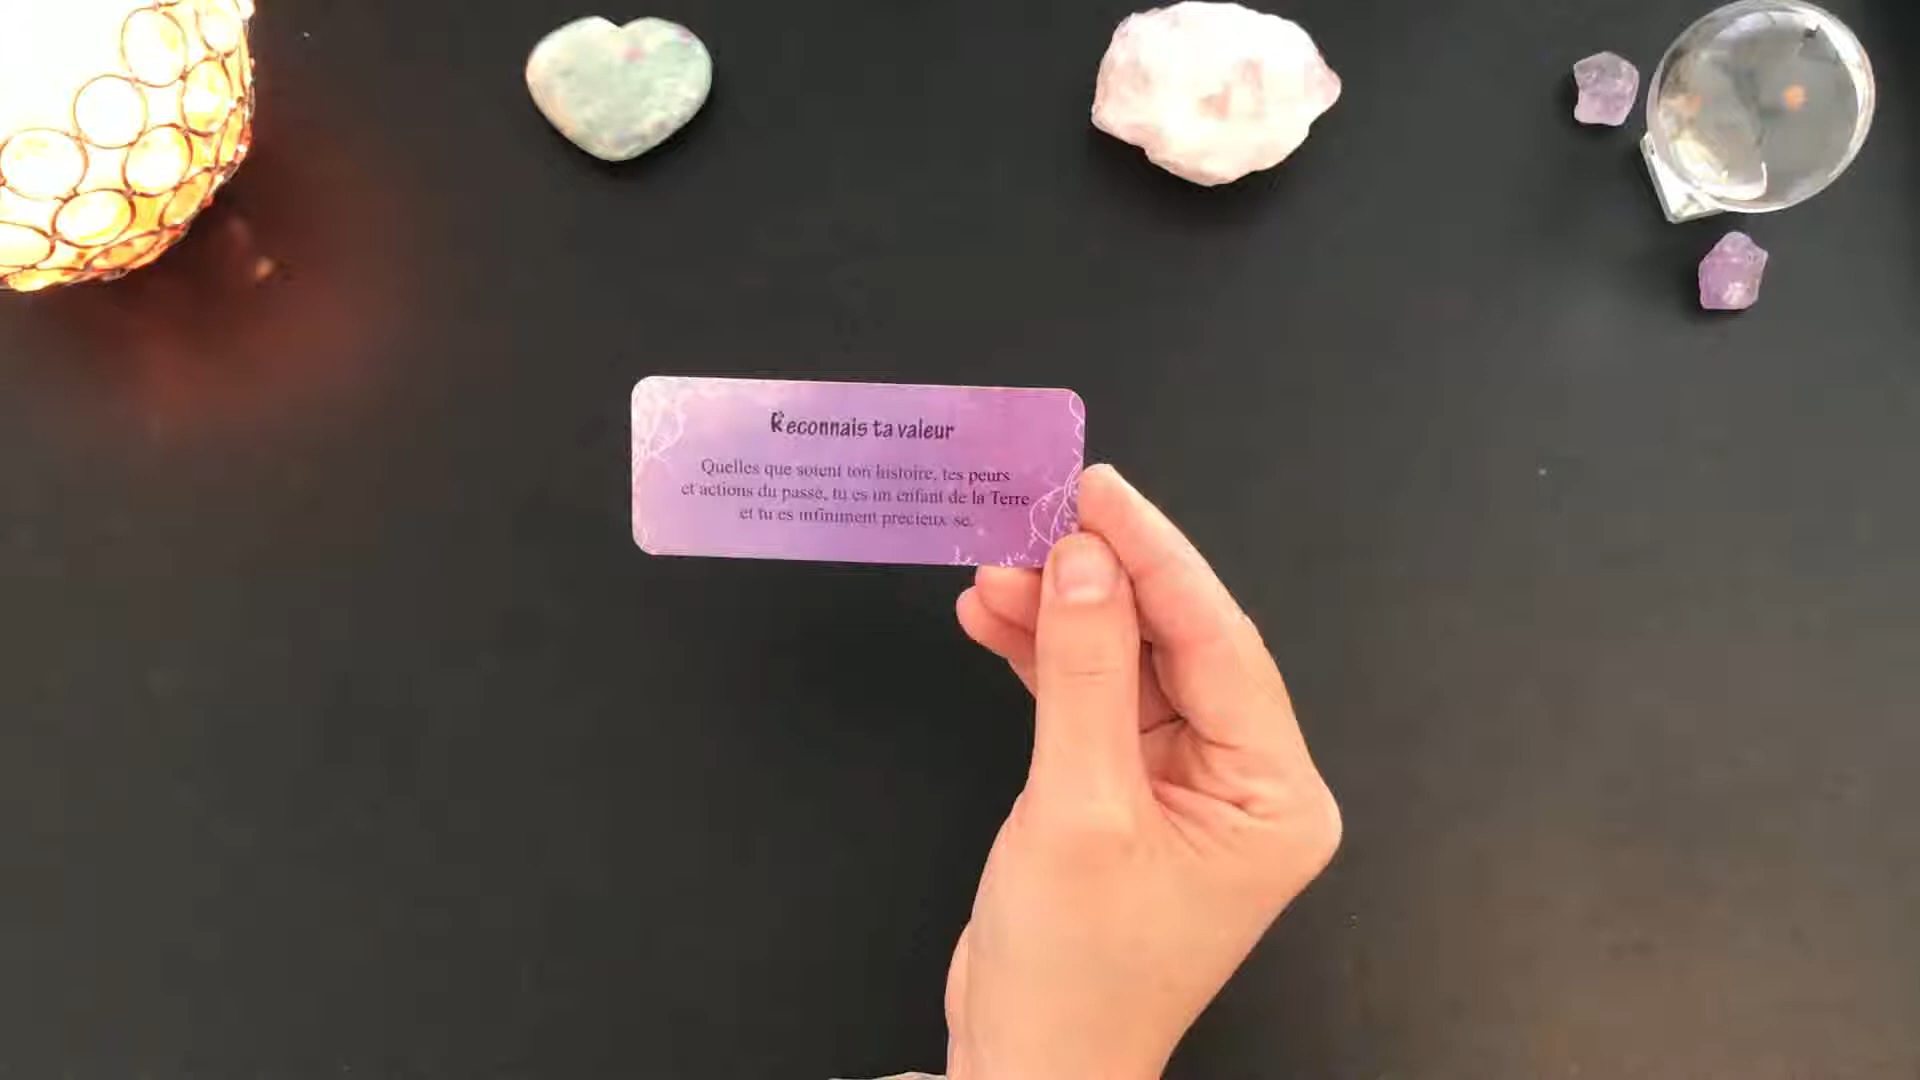 Reconnais ta valeur
Quelles que soient ton histoire, tes peurs
et actions du passé, tu es un enfant de la Terre
et tu es infiniment précieux·se.